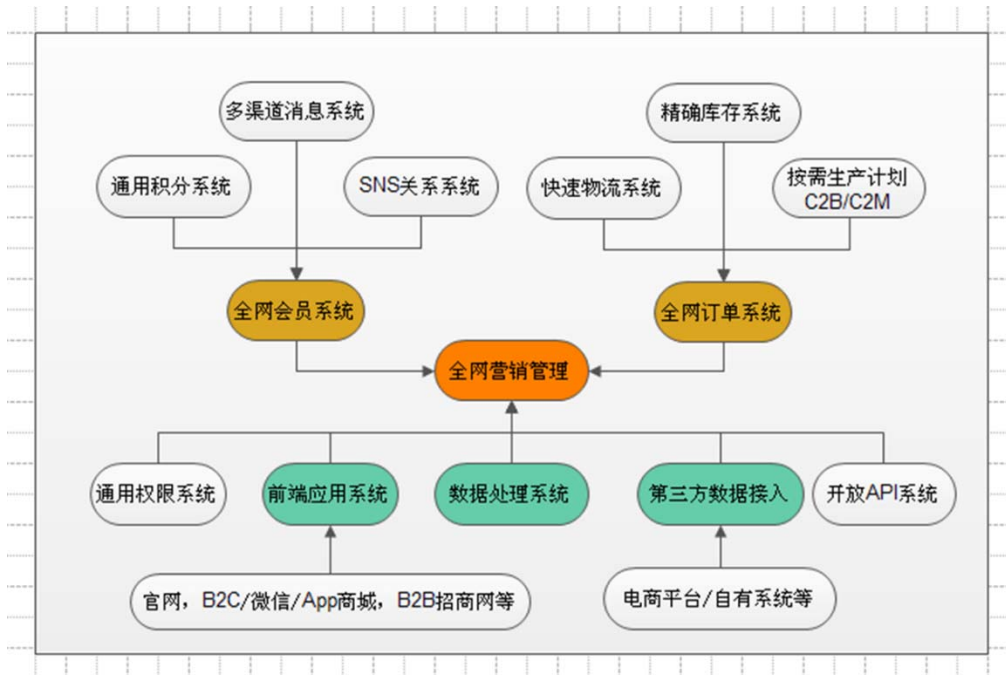 多渠道消息系统
精确库存系统
通用积分系统
SNS关系系统
快速物流系统
按需生产计划
C2B/C2M
全网会员系统
全网订单系统
全网营销管理
通用权限系统
前端应用系统
数据处理系统
第三方数据接入
开放API系统
官网，B2C/微信/App商城，B2B招商网等
电商平台/自有系统等